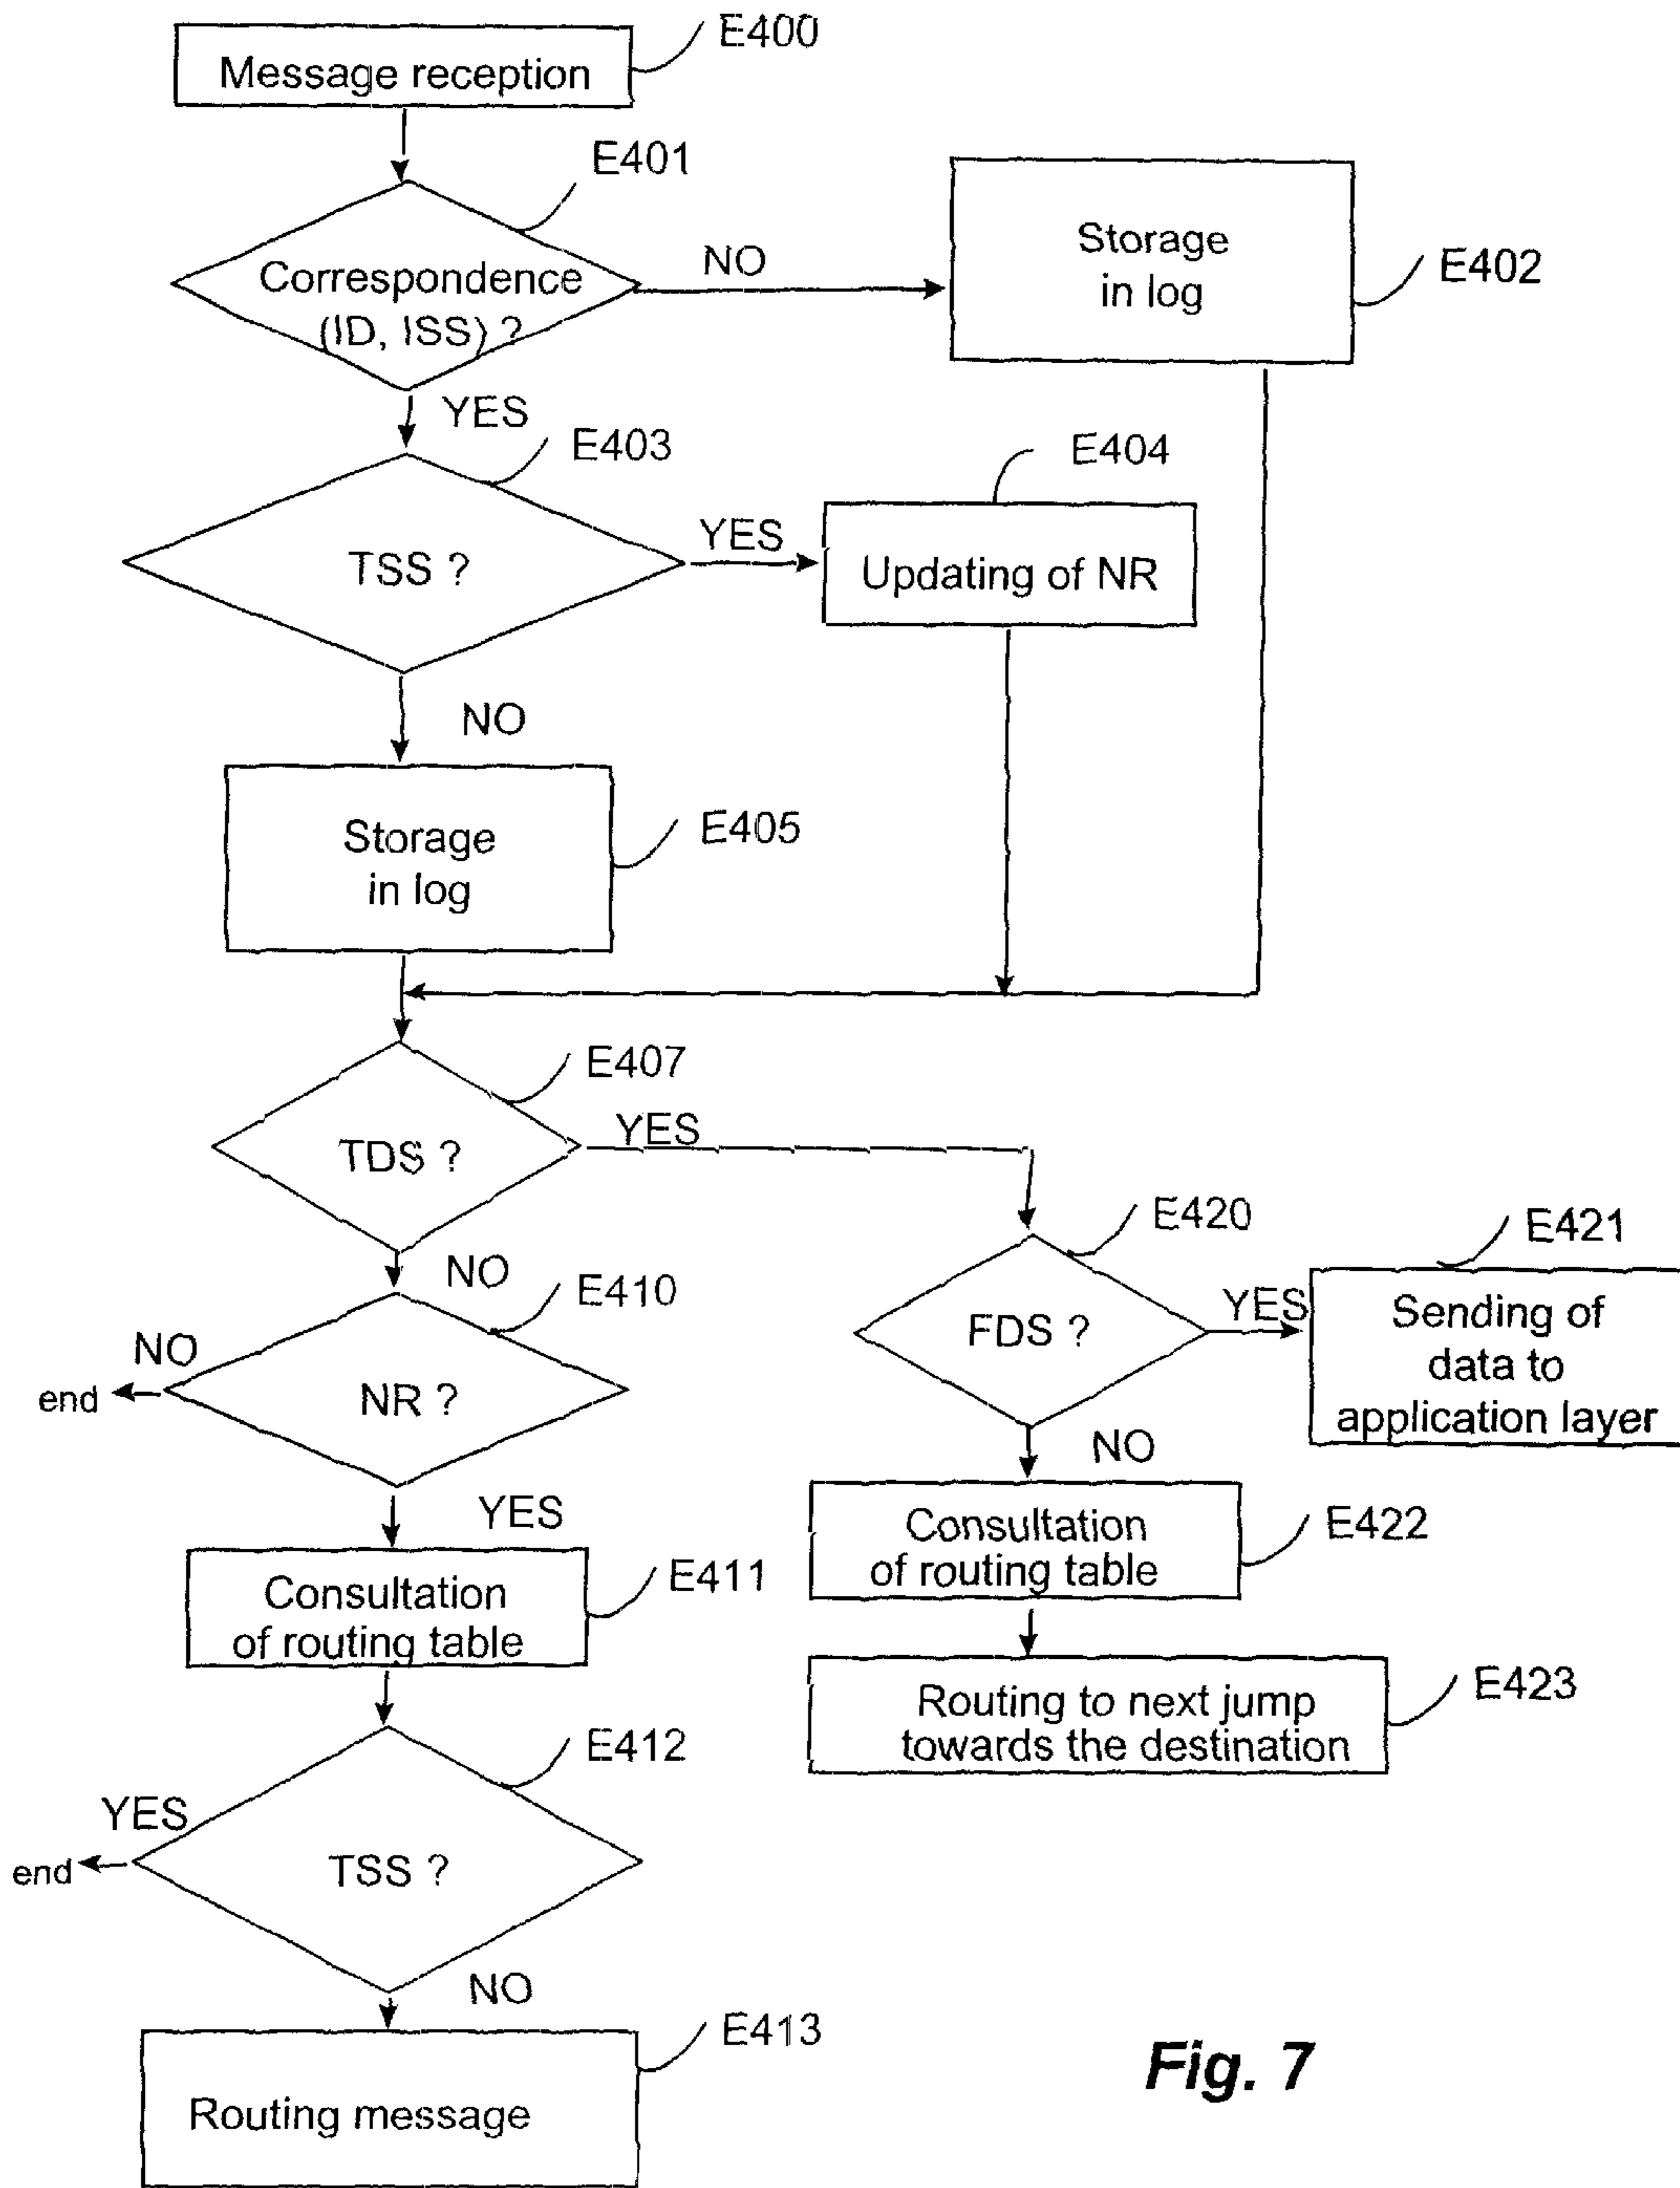 E400
Message reception
E401
Correspondence
(ID, ISS) ?
NO
Storage
in log
E402
YES
E403
TSS ?
YES
E404
Updating of NR
NO
Storage
in log
E405
E407
TDS ?
YES
NO
E410
NR ?
NO
end
E420
FDS ?
YES
E421
Sending of
data to
application layer
NO
YES
Consultation
of routing table
E422
Consultation
of routing table
E411
Routing to next jump
towards the destination
E423
E412
TSS ?
YES
end
NO
E413
Routing message
Fig. 7